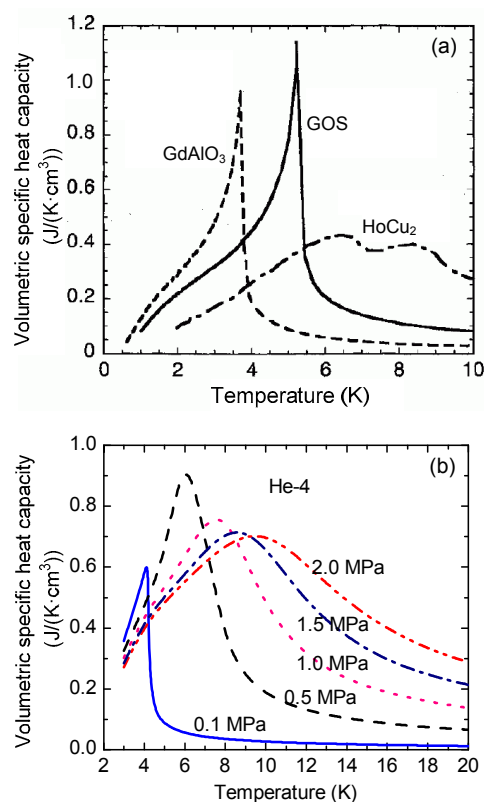 (a)
1.2
1.0
0.8
0.6
0.4
0.2
0
Volumetric specific heat capacity
(J/(K·cm³))
GdAlO₃
GOS
HoCu₂
0 2 4 6 8 10
Temperature (K)
(b)
1.0
0.8
0.6
0.4
0.2
0.0
Volumetric specific heat capacity
(J/(K·cm³))
He-4
2.0 MPa
1.5 MPa
1.0 MPa
0.5 MPa
0.1 MPa
2 4 6 8 10 12 14 16 18 20
Temperature (K)